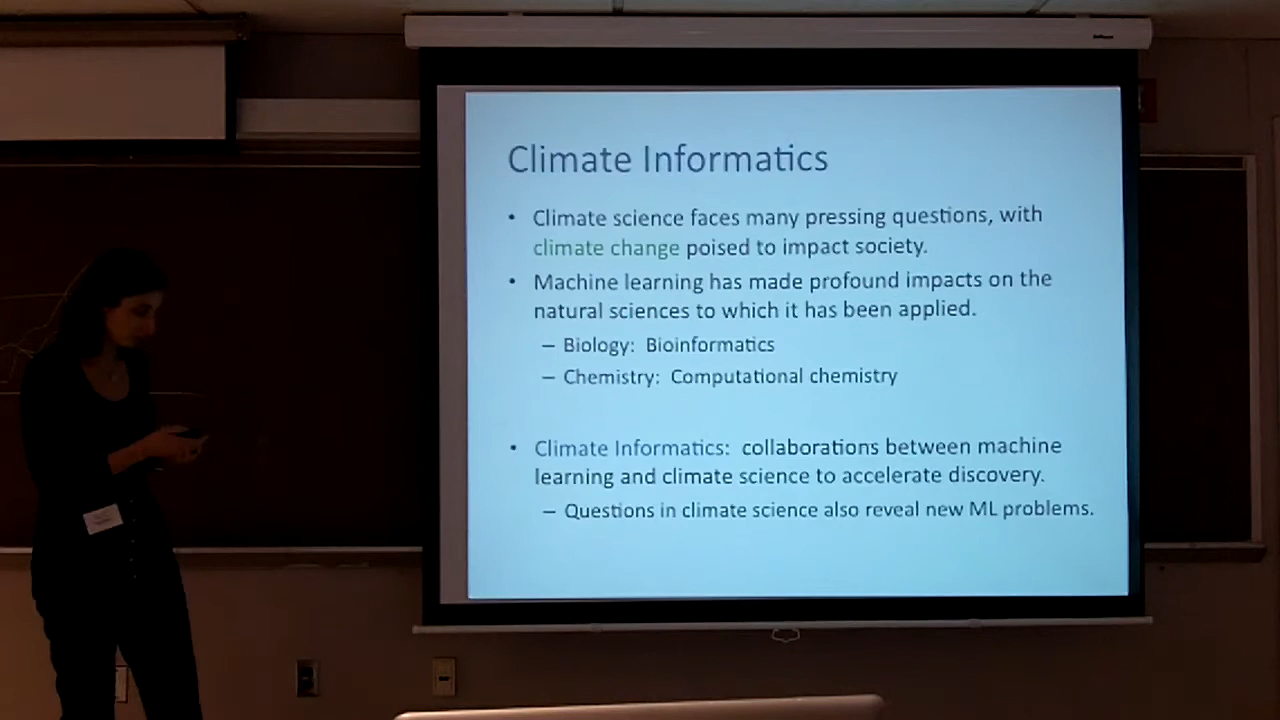 Climate Informatics
• Climate science faces many pressing questions, with
climate change poised to impact society.
• Machine learning has made profound impacts on the
natural sciences to which it has been applied.
– Biology: Bioinformatics
– Chemistry: Computational chemistry
• Climate Informatics: collaborations between machine
learning and climate science to accelerate discovery.
– Questions in climate science also reveal new ML problems.